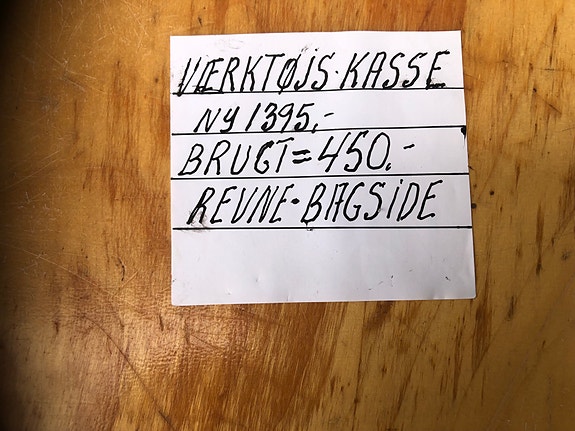 VÆRKTØJS·KASSE
NY 1395,-
BRUGT=450,-
REVNE·BAGSIDE